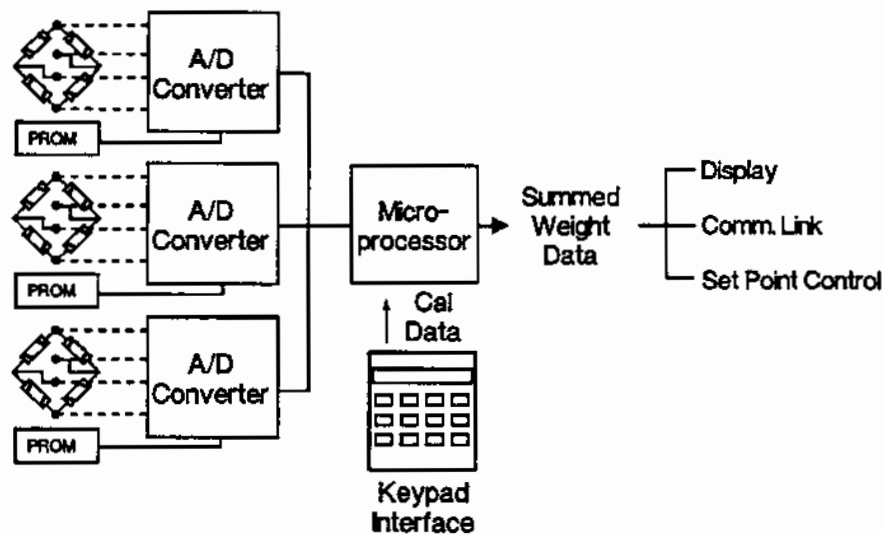 A/D
Converter
PROM
A/D
Converter
PROM
A/D
Converter
PROM
Micro-
processor
Summed
Weight
Data
Display
Comm. Link
Set Point Control
Cal
Data
Keypad
Interface